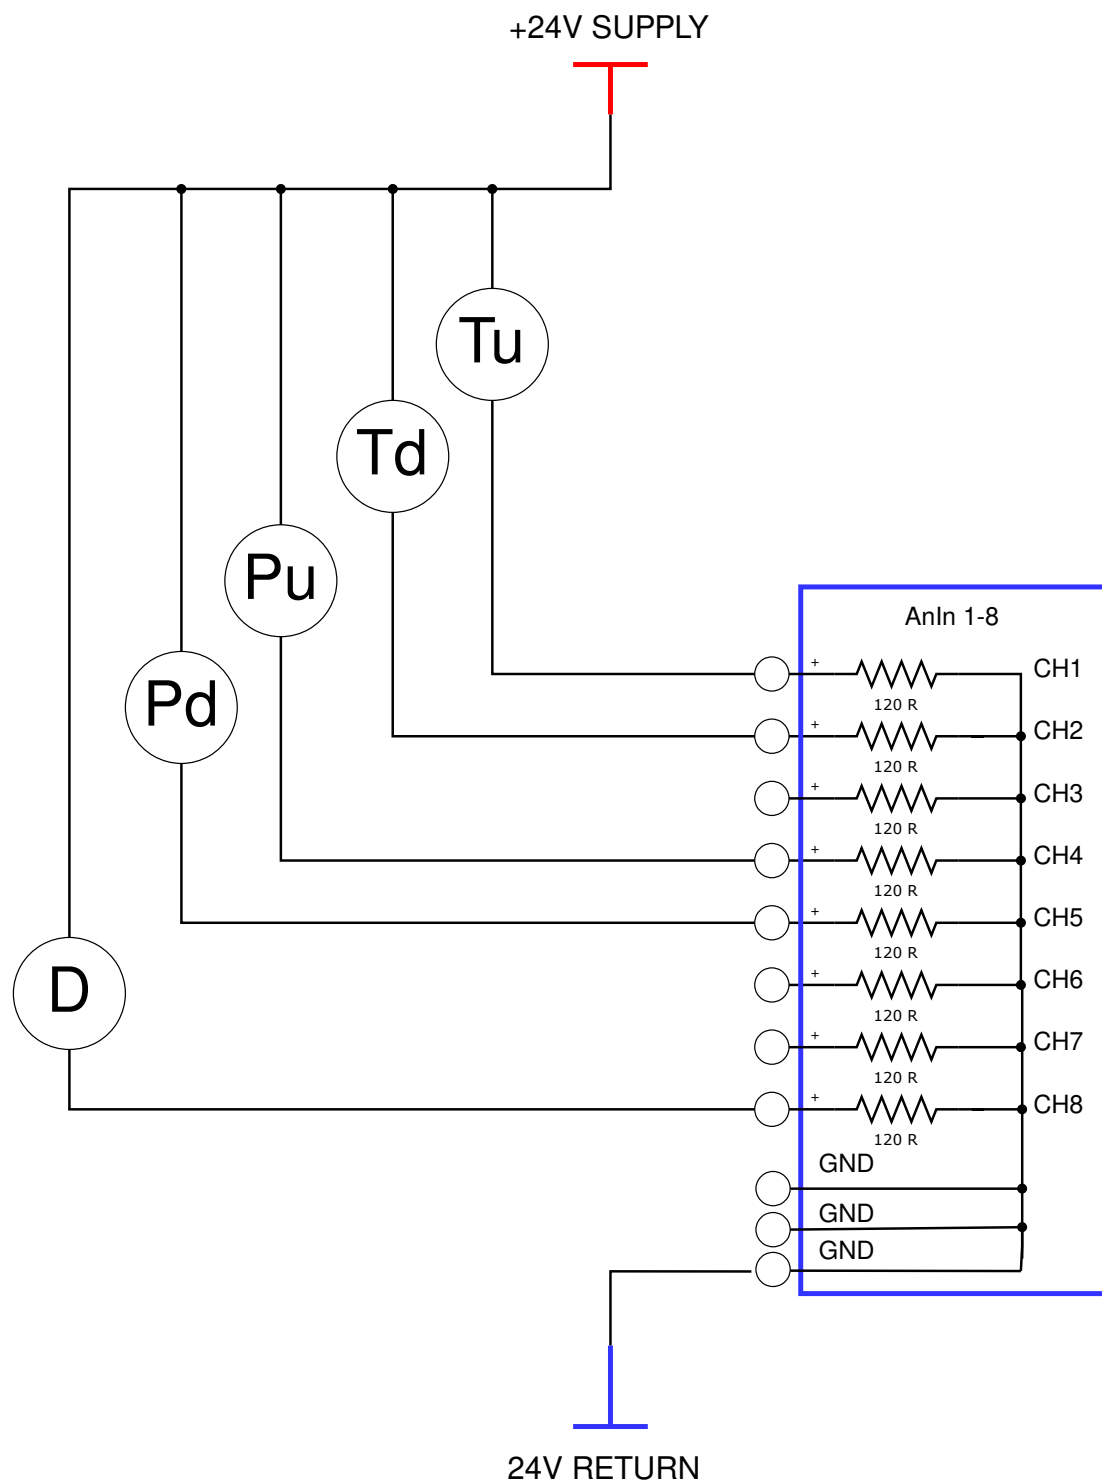 +24V SUPPLY
Tu
Td
Pu
Pd
D
AnIn 1-8
+ CH1
120 R
+ CH2
120 R
+ CH3
120 R
+ CH4
120 R
+ CH5
120 R
+ CH6
120 R
+ CH7
120 R
+ CH8
120 R
GND
GND
GND
24V RETURN